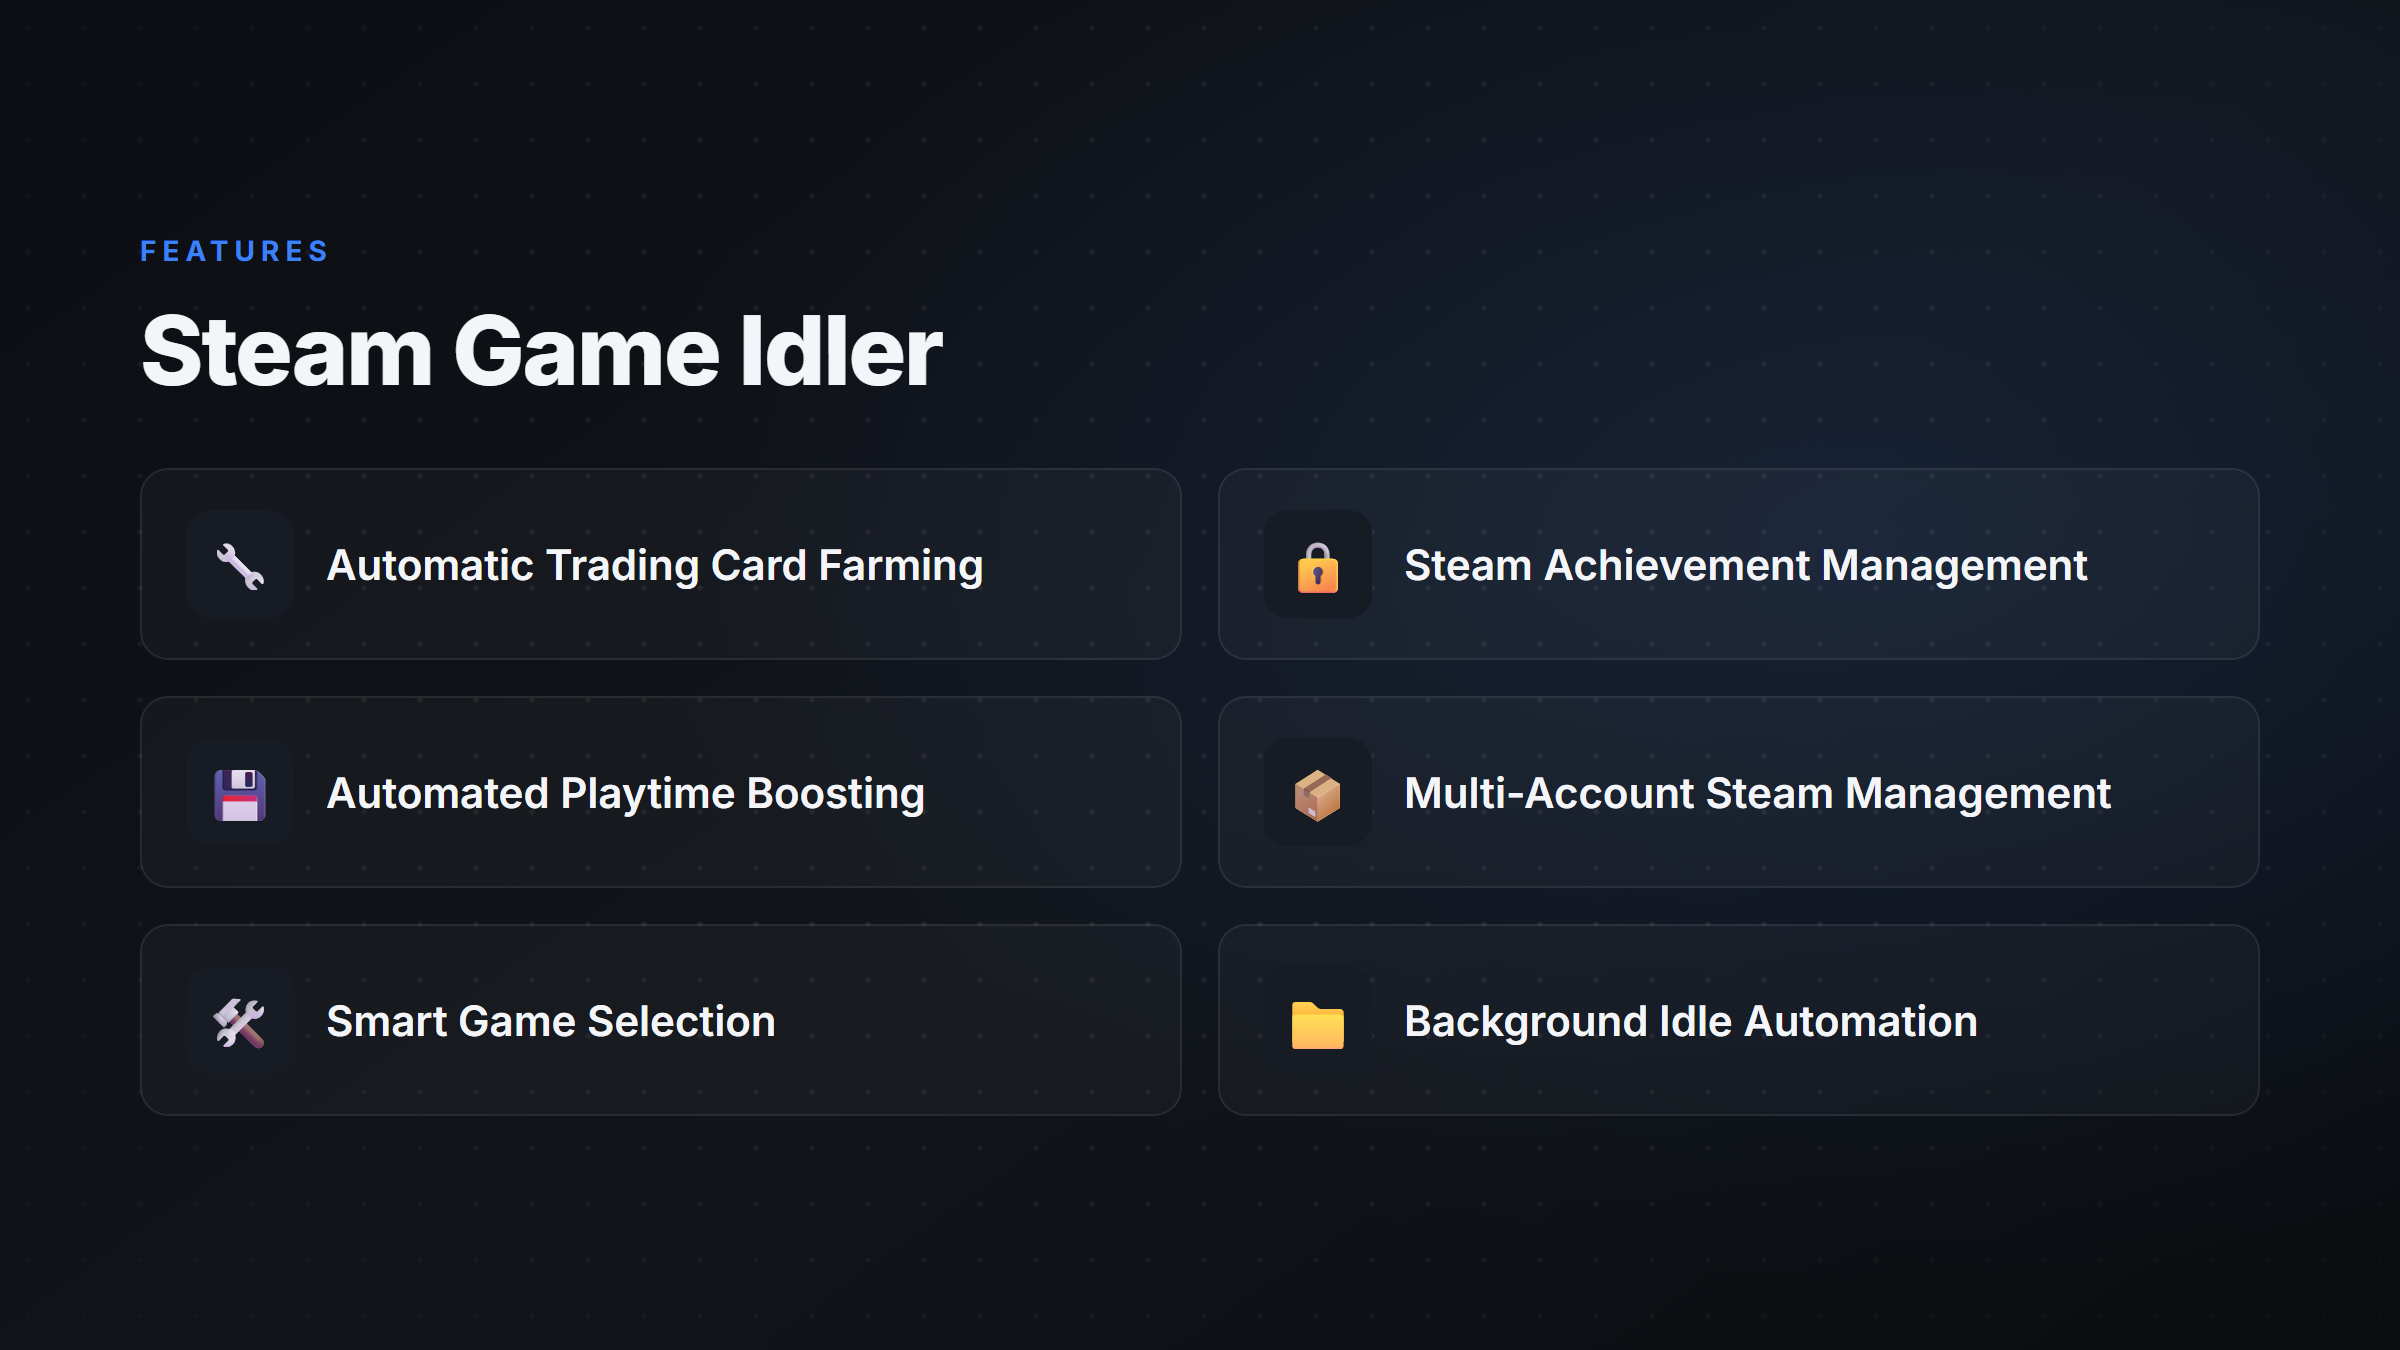 FEATURES
Steam Game Idler
Automatic Trading Card Farming
Steam Achievement Management
Automated Playtime Boosting
Multi-Account Steam Management
Smart Game Selection
Background Idle Automation